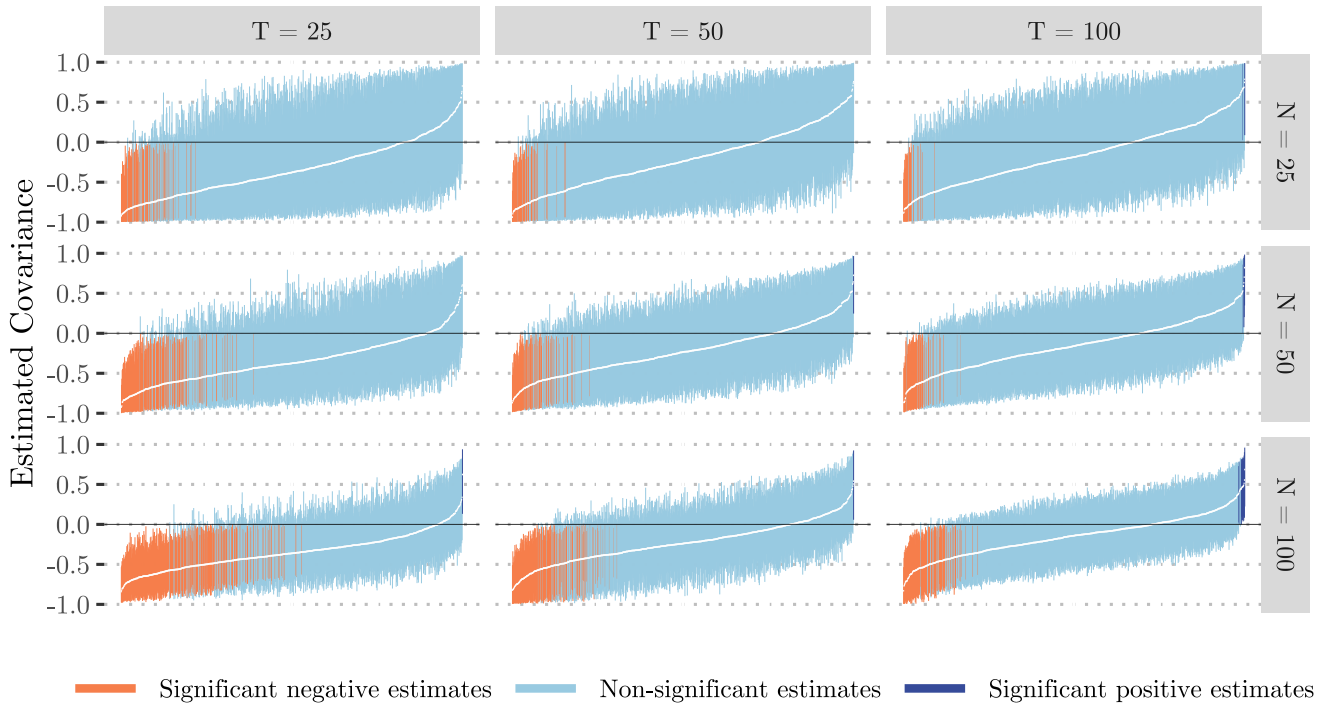 T = 25
T = 50
T = 100
Estimated Covariance
1.0
0.5
0.0
-0.5
-1.0
N = 25
1.0
0.5
0.0
-0.5
-1.0
N = 50
1.0
0.5
0.0
-0.5
-1.0
N = 100
Significant negative estimates
Non-significant estimates
Significant positive estimates